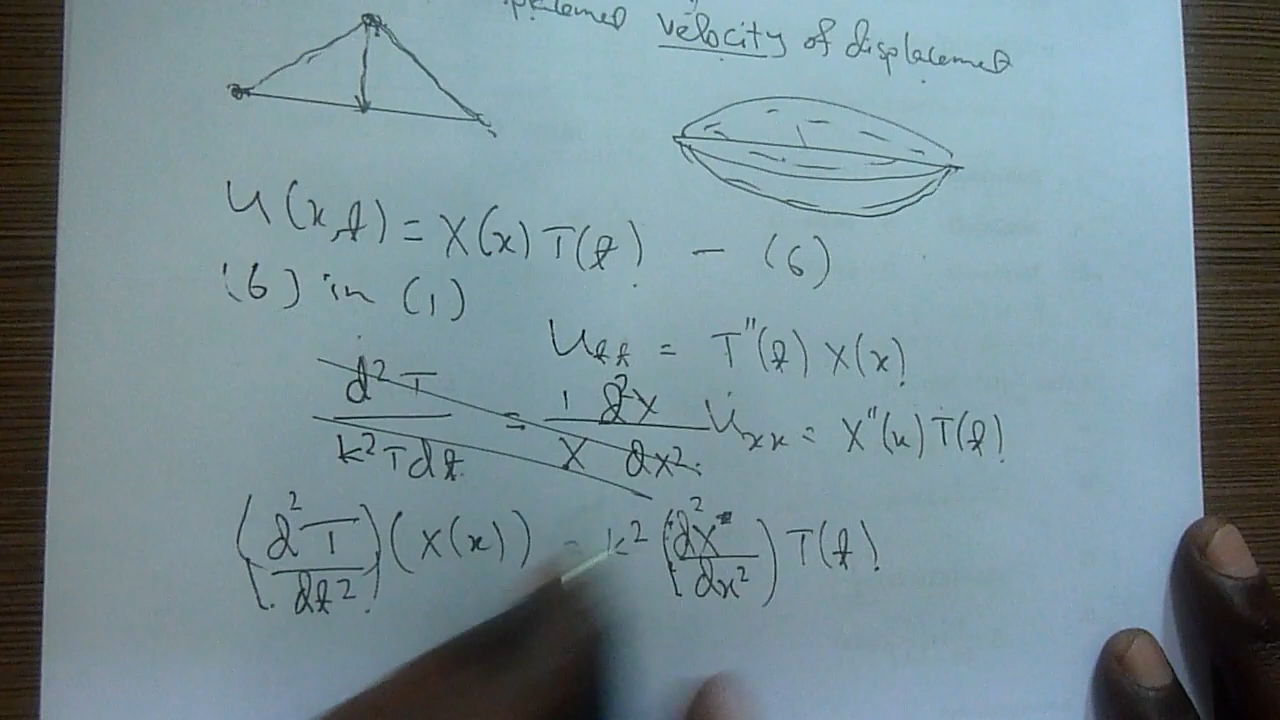 velocity of displacement
u(x,t) = X(x) T(t) — (6)
(6) in (1)
u_tt = T''(t) X(x)
d²T / k²T dt = 1 d²X / X dx²
u_xx = X''(x) T(t)
(d²T/dt²)(X(x)) = k² (d²X/dx²) T(t)